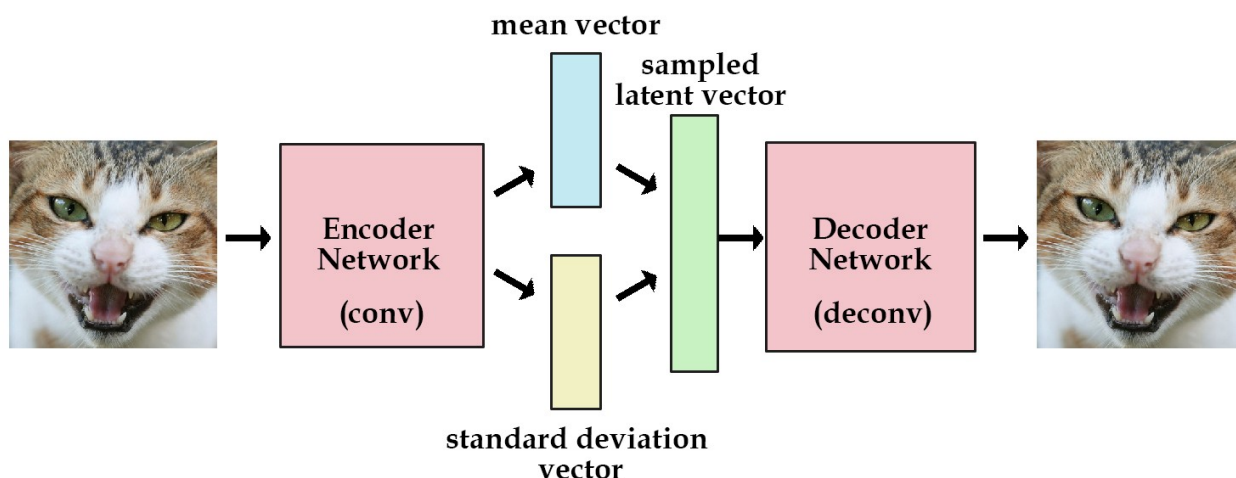 mean vector
sampled
latent vector
Encoder
Network
(conv)
Decoder
Network
(deconv)
standard deviation
vector